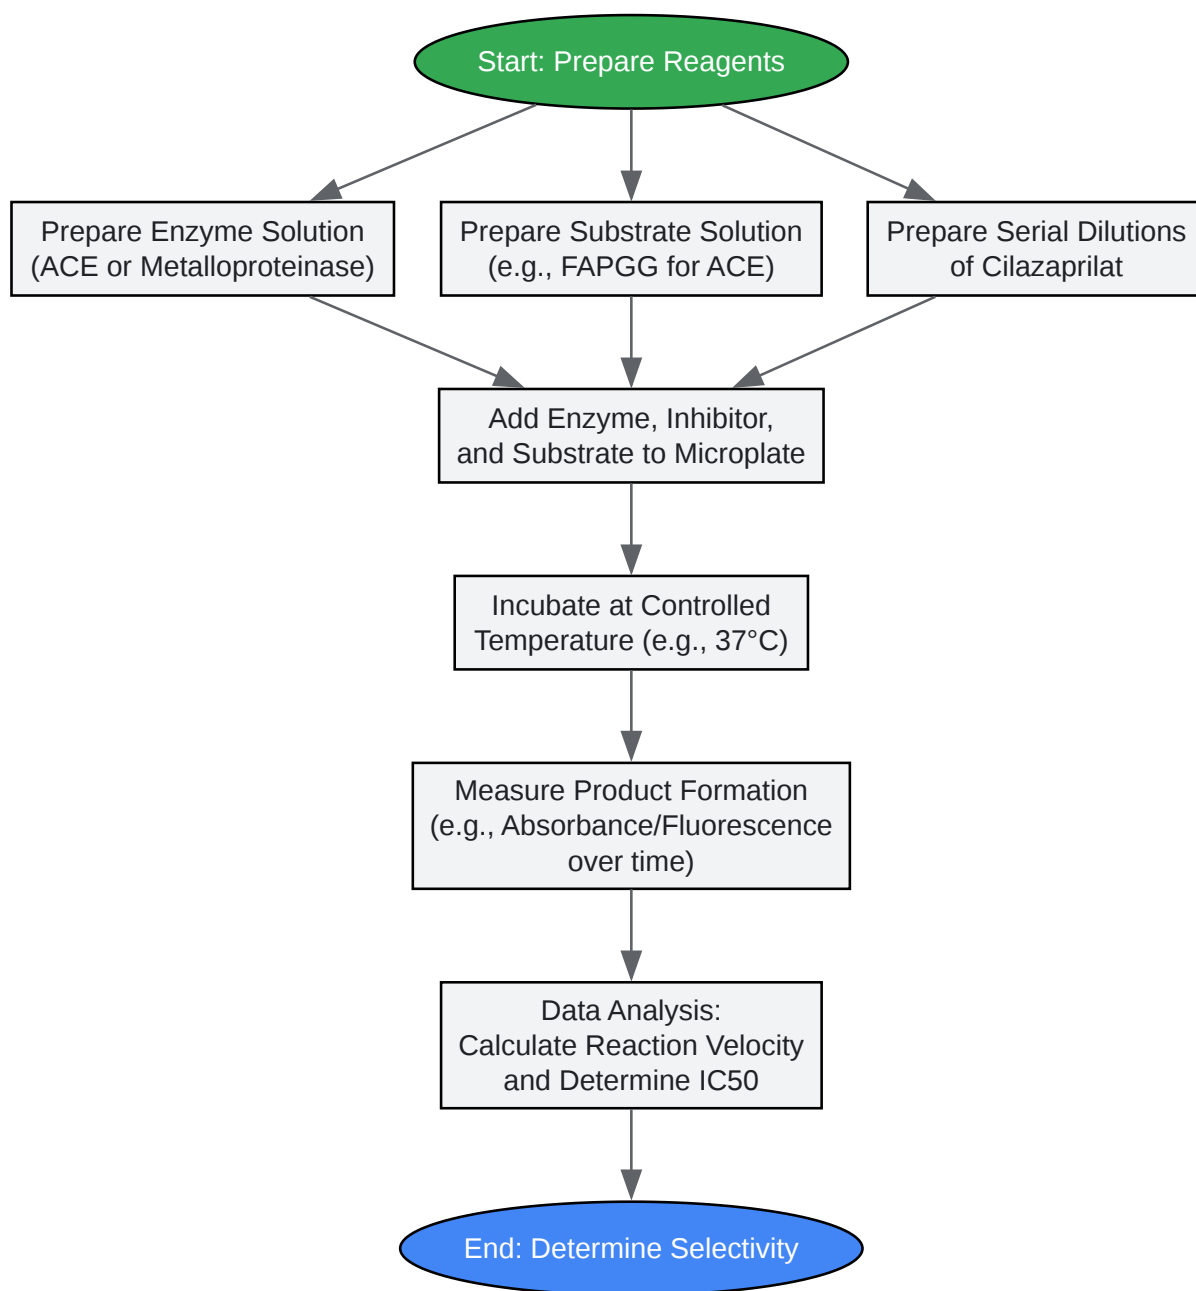 Start: Prepare Reagents
Prepare Enzyme Solution
(ACE or Metalloproteinase)
Prepare Substrate Solution
(e.g., FAPGG for ACE)
Prepare Serial Dilutions
of Cilazaprilat
Add Enzyme, Inhibitor,
and Substrate to Microplate
Incubate at Controlled
Temperature (e.g., 37°C)
Measure Product Formation
(e.g., Absorbance/Fluorescence
over time)
Data Analysis:
Calculate Reaction Velocity
and Determine IC50
End: Determine Selectivity